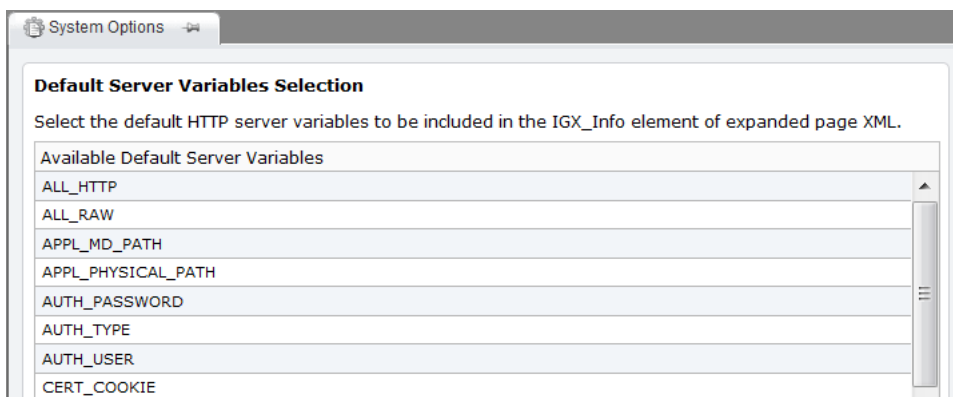 System Options
Default Server Variables Selection
Select the default HTTP server variables to be included in the IGX_Info element of expanded page XML.
Available Default Server Variables
ALL_HTTP
ALL_RAW
APPL_MD_PATH
APPL_PHYSICAL_PATH
AUTH_PASSWORD
AUTH_TYPE
AUTH_USER
CERT_COOKIE